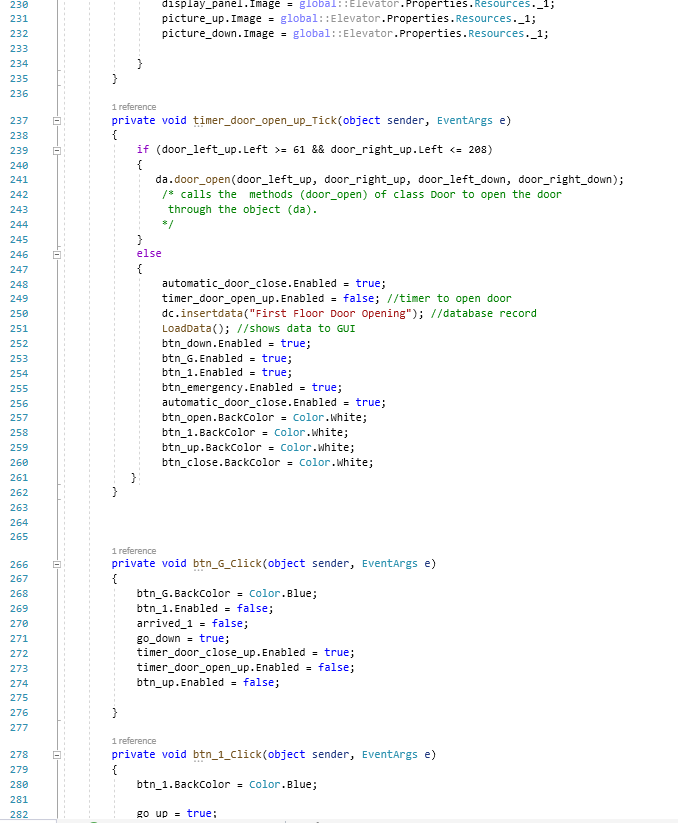 230 display_panel.Image = global::Elevator.Properties.Resources._1;
231 picture_up.Image = global::Elevator.Properties.Resources._1;
232 picture_down.Image = global::Elevator.Properties.Resources._1;
233
234 }
235 }
236
1 reference
237 private void timer_door_open_up_Tick(object sender, EventArgs e)
238 {
239 if (door_left_up.Left >= 61 && door_right_up.Left <= 208)
240 {
241 da.door_open(door_left_up, door_right_up, door_left_down, door_right_down);
242 /* calls the  methods (door_open) of class Door to open the door
243 through the object (da).
244 */
245 }
246 else
247 {
248 automatic_door_close.Enabled = true;
249 timer_door_open_up.Enabled = false; //timer to open door
250 dc.insertdata("First Floor Door Opening"); //database record
251 LoadData(); //shows data to GUI
252 btn_down.Enabled = true;
253 btn_G.Enabled = true;
254 btn_1.Enabled = true;
255 btn_emergency.Enabled = true;
256 automatic_door_close.Enabled = true;
257 btn_open.BackColor = Color.White;
258 btn_1.BackColor = Color.White;
259 btn_up.BackColor = Color.White;
260 btn_close.BackColor = Color.White;
261 }
262 }
263
264
265
1 reference
266 private void btn_G_Click(object sender, EventArgs e)
267 {
268 btn_G.BackColor = Color.Blue;
269 btn_1.Enabled = false;
270 arrived_1 = false;
271 go_down = true;
272 timer_door_close_up.Enabled = true;
273 timer_door_open_up.Enabled = false;
274 btn_up.Enabled = false;
275
276 }
277
1 reference
278 private void btn_1_Click(object sender, EventArgs e)
279 {
280 btn_1.BackColor = Color.Blue;
281
282 go_up = true;